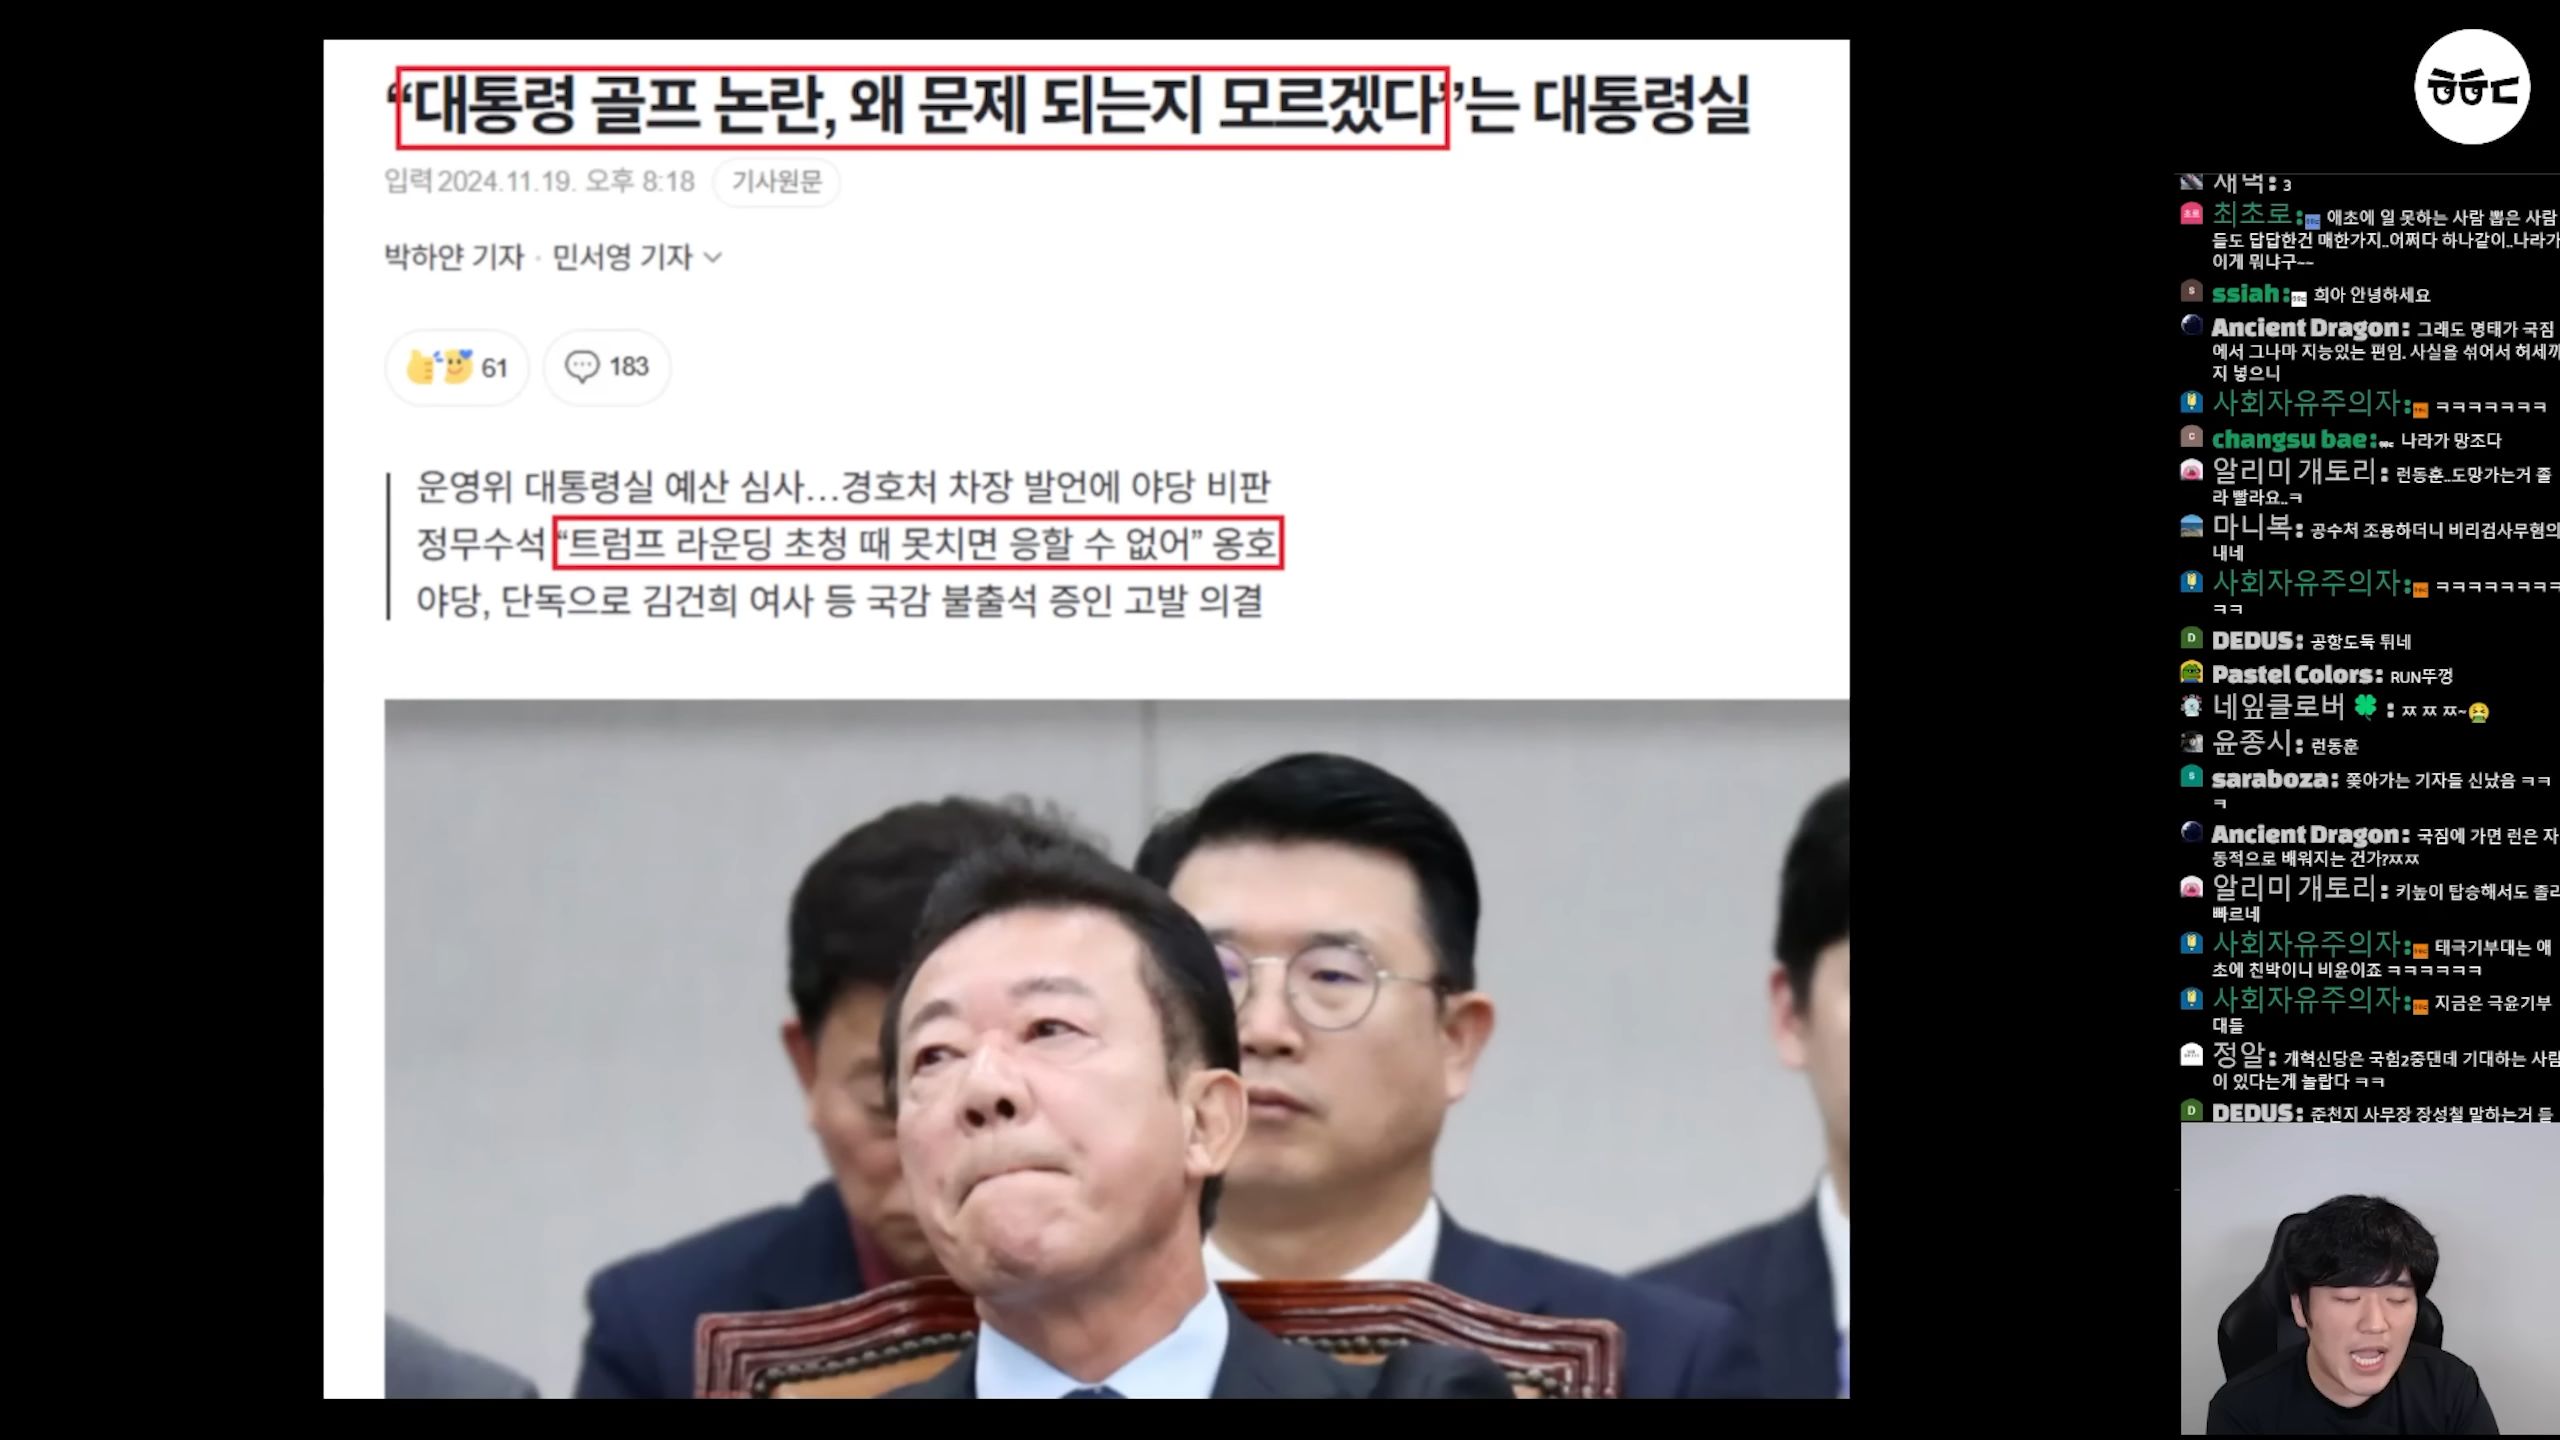 “대통령 골프 논란, 왜 문제 되는지 모르겠다”는 대통령실
입력 2024.11.19. 오후 8:18 기사원문
박하얀 기자 · 민서영 기자
61 183
운영위 대통령실 예산 심사…경호처 차장 발언에 야당 비판
정무수석 “트럼프 라운딩 초청 때 못치면 응할 수 없어” 옹호
야당, 단독으로 김건희 여사 등 국감 불출석 증인 고발 의결
새벽: 3
최초로: 애초에 일 못하는 사람 뽑은 사람
들도 답답한건 매한가지..어쩌다 하나같이..나라가
이게 뭐냐구~~
ssiah: 희아 안녕하세요
Ancient Dragon: 그래도 명태가 국짐
에서 그나마 지능있는 편임. 사실을 섞어서 허세까
지 넣으니
사회자유주의자: ㅋㅋㅋㅋㅋㅋㅋ
changsu bae: 나라가 망조다
알리미 개토리: 런동훈..도망가는거 졸
라 빨라요..ㅋ
마니복: 공수처 조용하더니 비리검사무혐의
내네
사회자유주의자: ㅋㅋㅋㅋㅋㅋㅋㅋ
ㅋㅋ
DEDUS: 공항도둑 튀네
Pastel Colors: RUN뚜껑
네잎클로버 🍀 : ㅉ ㅉ ㅉ~🤮
윤종시: 런동훈
saraboza: 쫒아가는 기자들 신났음 ㅋㅋ
ㅋ
Ancient Dragon: 국짐에 가면 런은 자
동적으로 배워지는 건가?ㅉㅉ
알리미 개토리: 키높이 탑승해서도 졸라
빠르네
사회자유주의자: 태극기부대는 애
초에 친박이니 비윤이죠 ㅋㅋㅋㅋㅋㅋ
사회자유주의자: 지금은 극윤기부
대들
정알: 개혁신당은 국힘2중댄데 기대하는 사람
이 있다는게 놀랍다 ㅋㅋ
DEDUS: 준천지 사무장 장성철 말하는거 들